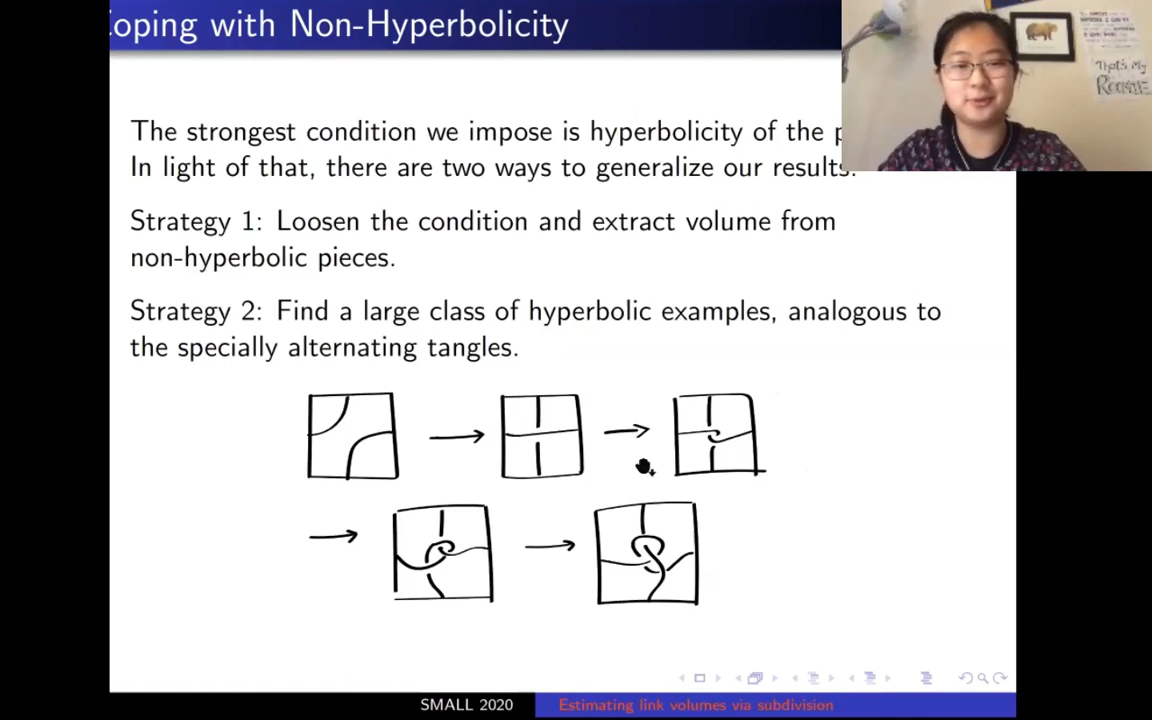 oping with Non-Hyperbolicity
The strongest condition we impose is hyperbolicity of the
In light of that, there are two ways to generalize our results.
Strategy 1: Loosen the condition and extract volume from
non-hyperbolic pieces.
Strategy 2: Find a large class of hyperbolic examples, analogous to
the specially alternating tangles.
That's My
SMALL 2020
Estimating link volumes via subdivision